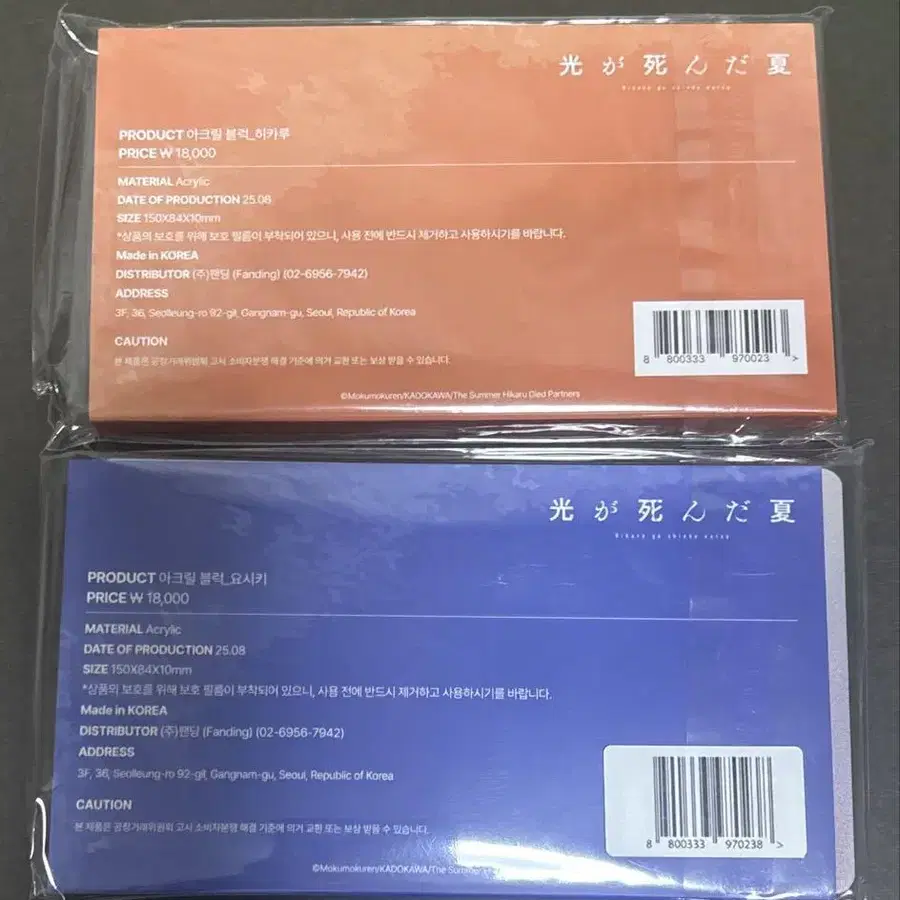 光が死んだ夏
Hikaru ga shinda natsu
PRODUCT 아크릴 블럭_히카루
PRICE ₩ 18,000
MATERIAL Acrylic
DATE OF PRODUCTION 25.08
SIZE 150X84X10mm
*상품의 보호를 위해 보호 필름이 부착되어 있으니, 사용 전에 반드시 제거하고 사용하시기를 바랍니다.
Made in KOREA
DISTRIBUTOR (주)팬딩 (Fanding) (02-6956-7942)
ADDRESS
3F, 36, Seolleung-ro 92-gil, Gangnam-gu, Seoul, Republic of Korea
CAUTION
본 제품은 공정거래위원회 고시 소비자분쟁 해결 기준에 의거 교환 또는 보상 받을 수 있습니다.
8 800333 970023 >
©Mokumokuren/KADOKAWA/The Summer Hikaru Died Partners
光が死んだ夏
Hikaru ga shinda natsu
PRODUCT 아크릴 블럭_요시키
PRICE ₩ 18,000
MATERIAL Acrylic
DATE OF PRODUCTION 25.08
SIZE 150X84X10mm
*상품의 보호를 위해 보호 필름이 부착되어 있으니, 사용 전에 반드시 제거하고 사용하시기를 바랍니다.
Made in KOREA
DISTRIBUTOR (주)팬딩 (Fanding) (02-6956-7942)
ADDRESS
3F, 36, Seolleung-ro 92-gil, Gangnam-gu, Seoul, Republic of Korea
CAUTION
본 제품은 공정거래위원회 고시 소비자분쟁 해결 기준에 의거 교환 또는 보상 받을 수 있습니다.
8 800333 970238 >
©Mokumokuren/KADOKAWA/The Summer